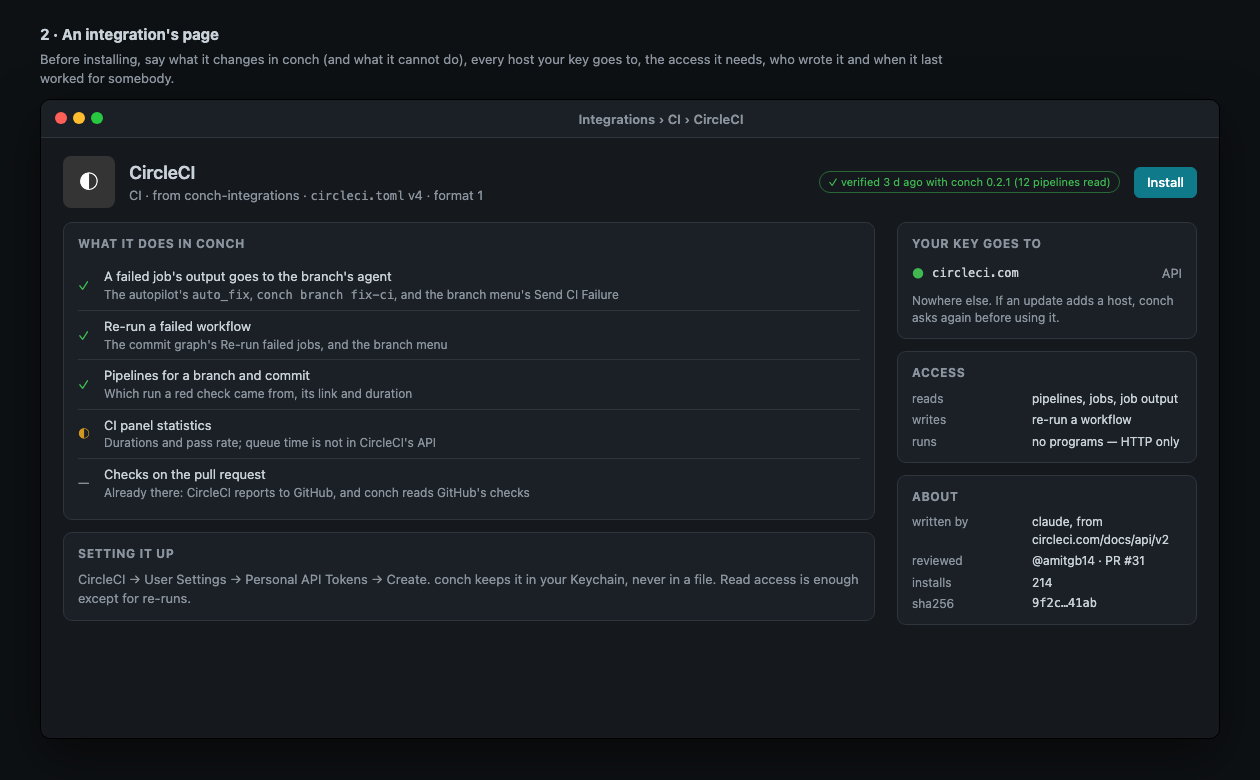 2 · An integration's page
Before installing, say what it changes in conch (and what it cannot do), every host your key goes to, the access it needs, who wrote it and when it last
worked for somebody.
Integrations › CI › CircleCI
CircleCI
CI · from conch-integrations · circleci.toml v4 · format 1
✓ verified 3 d ago with conch 0.2.1 (12 pipelines read)
Install
WHAT IT DOES IN CONCH
✓ A failed job's output goes to the branch's agent
The autopilot's auto_fix, conch branch fix-ci, and the branch menu's Send CI Failure
✓ Re-run a failed workflow
The commit graph's Re-run failed jobs, and the branch menu
✓ Pipelines for a branch and commit
Which run a red check came from, its link and duration
◐ CI panel statistics
Durations and pass rate; queue time is not in CircleCI's API
— Checks on the pull request
Already there: CircleCI reports to GitHub, and conch reads GitHub's checks
SETTING IT UP
CircleCI → User Settings → Personal API Tokens → Create. conch keeps it in your Keychain, never in a file. Read access is enough
except for re-runs.
YOUR KEY GOES TO
circleci.com API
Nowhere else. If an update adds a host, conch
asks again before using it.
ACCESS
reads pipelines, jobs, job output
writes re-run a workflow
runs no programs — HTTP only
ABOUT
written by claude, from
circleci.com/docs/api/v2
reviewed @amitgb14 · PR #31
installs 214
sha256 9f2c…41ab